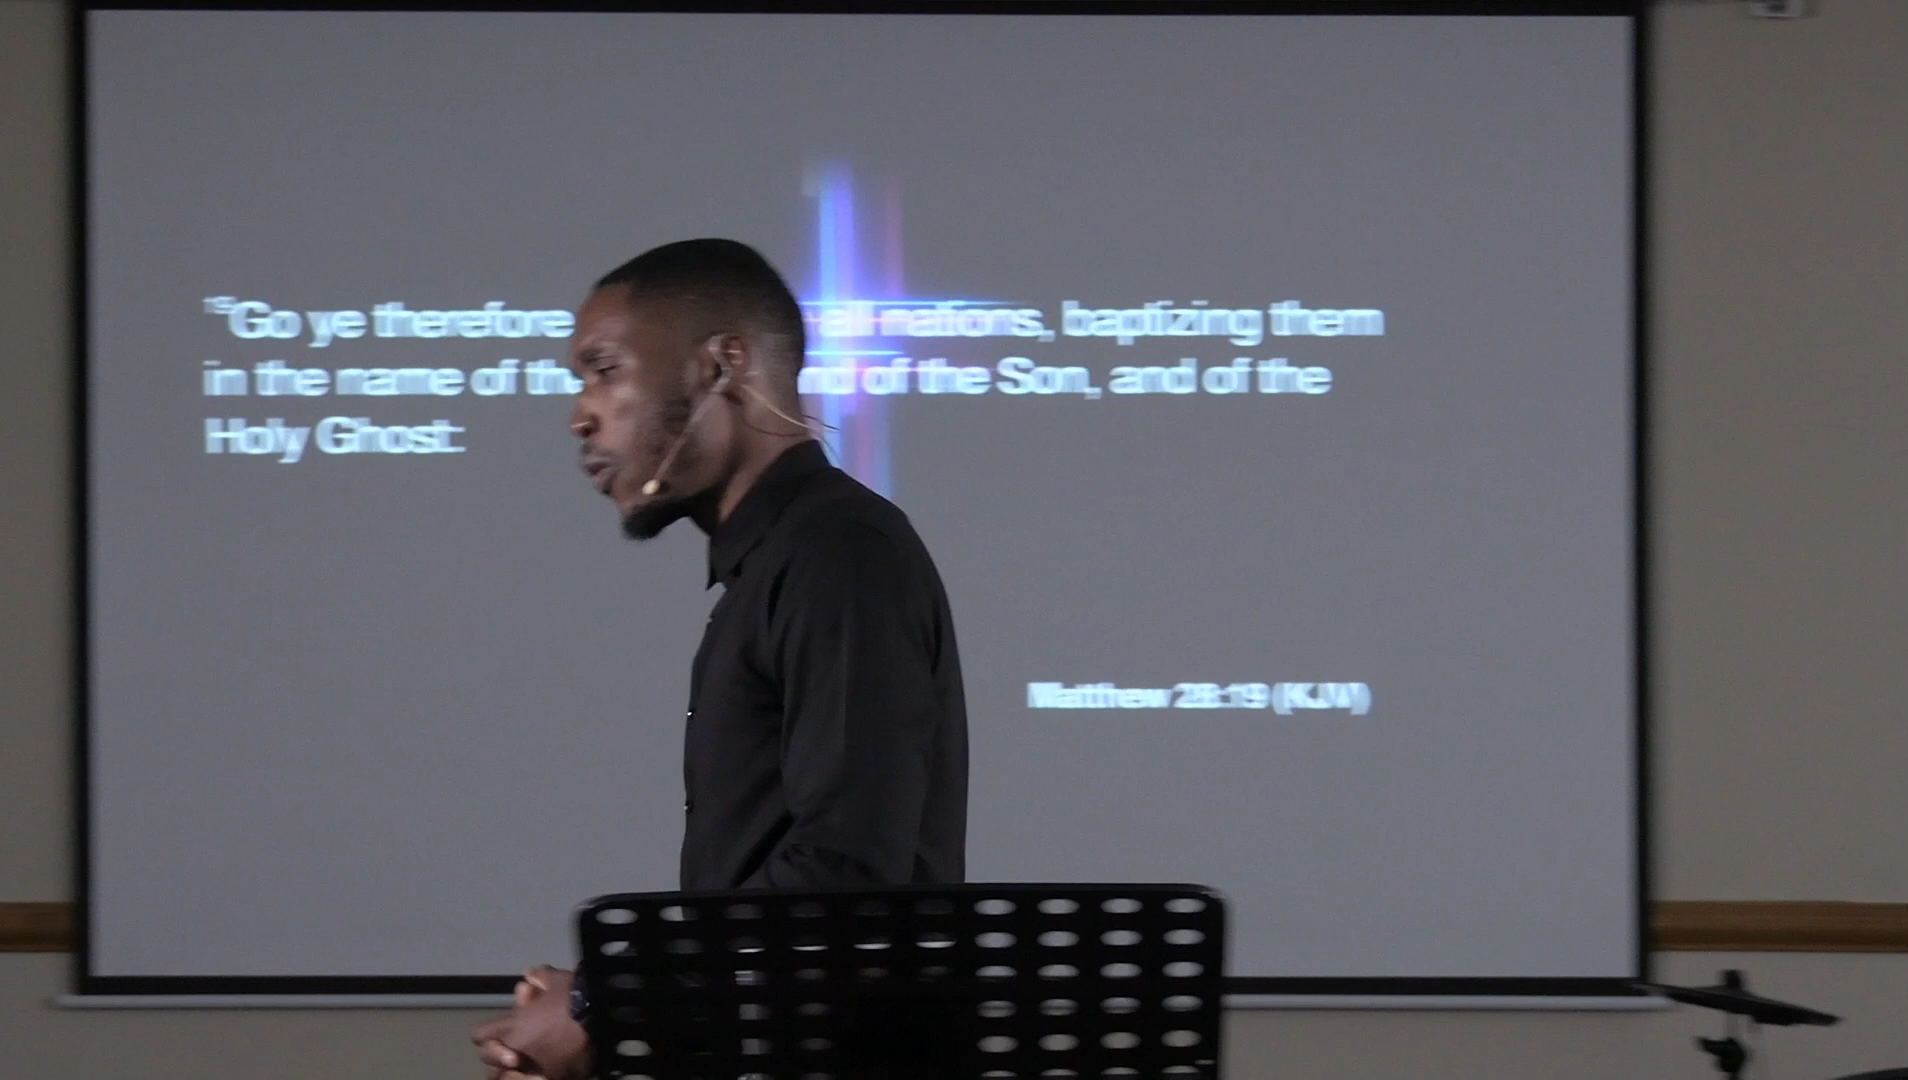 19Go ye therefore all nations, baptizing them
in the name of the nd of the Son, and of the
Holy Ghost:
Matthew 28:19 (KJV)